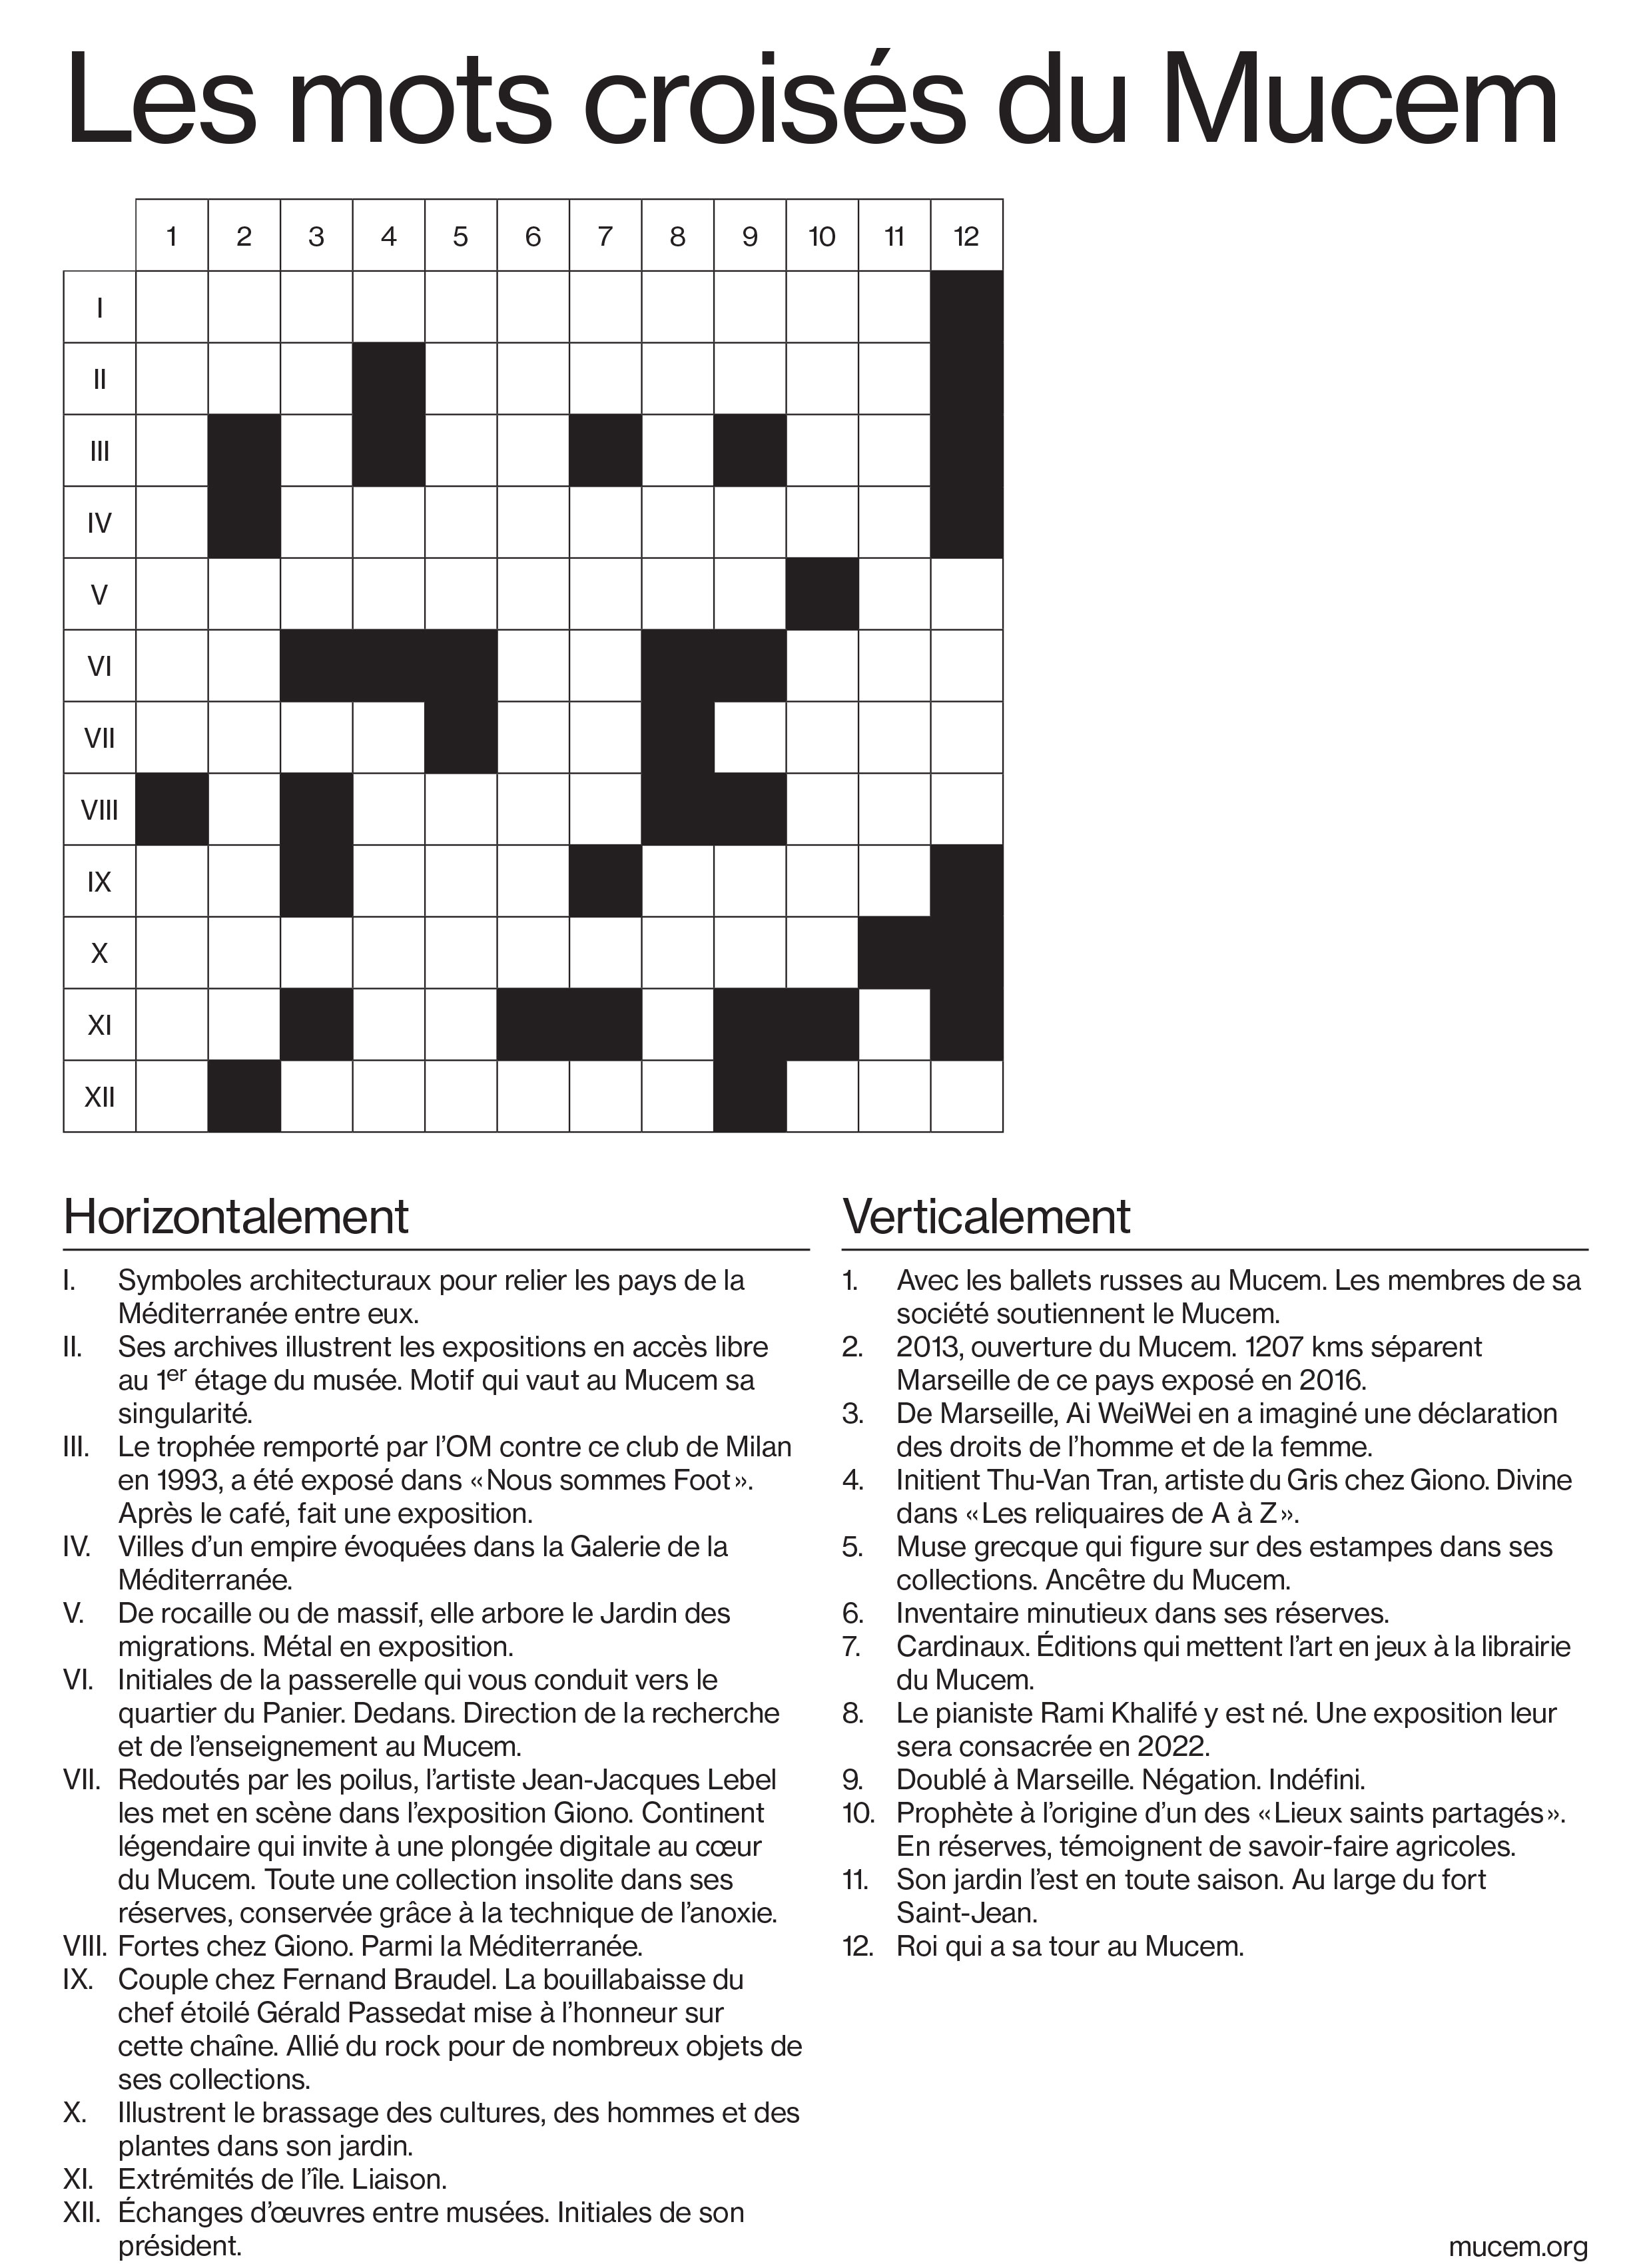 Les mots croisés du Mucem
1 2 3 4 5 6 7 8 9 10 11 12
I
II
III
IV
V
VI
VII
VIII
IX
X
XI
XII
Horizontalement
I. Symboles architecturaux pour relier les pays de la
Méditerranée entre eux.
II. Ses archives illustrent les expositions en accès libre
au 1er étage du musée. Motif qui vaut au Mucem sa
singularité.
III. Le trophée remporté par l’OM contre ce club de Milan
en 1993, a été exposé dans «Nous sommes Foot».
Après le café, fait une exposition.
IV. Villes d’un empire évoquées dans la Galerie de la
Méditerranée.
V. De rocaille ou de massif, elle arbore le Jardin des
migrations. Métal en exposition.
VI. Initiales de la passerelle qui vous conduit vers le
quartier du Panier. Dedans. Direction de la recherche
et de l’enseignement au Mucem.
VII. Redoutés par les poilus, l’artiste Jean-Jacques Lebel
les met en scène dans l’exposition Giono. Continent
légendaire qui invite à une plongée digitale au cœur
du Mucem. Toute une collection insolite dans ses
réserves, conservée grâce à la technique de l’anoxie.
VIII. Fortes chez Giono. Parmi la Méditerranée.
IX. Couple chez Fernand Braudel. La bouillabaisse du
chef étoilé Gérald Passedat mise à l’honneur sur
cette chaîne. Allié du rock pour de nombreux objets de
ses collections.
X. Illustrent le brassage des cultures, des hommes et des
plantes dans son jardin.
XI. Extrémités de l’île. Liaison.
XII. Échanges d’œuvres entre musées. Initiales de son
président.
Verticalement
1. Avec les ballets russes au Mucem. Les membres de sa
société soutiennent le Mucem.
2. 2013, ouverture du Mucem. 1207 kms séparent
Marseille de ce pays exposé en 2016.
3. De Marseille, Ai WeiWei en a imaginé une déclaration
des droits de l’homme et de la femme.
4. Initient Thu-Van Tran, artiste du Gris chez Giono. Divine
dans «Les reliquaires de A à Z».
5. Muse grecque qui figure sur des estampes dans ses
collections. Ancêtre du Mucem.
6. Inventaire minutieux dans ses réserves.
7. Cardinaux. Éditions qui mettent l’art en jeux à la librairie
du Mucem.
8. Le pianiste Rami Khalifé y est né. Une exposition leur
sera consacrée en 2022.
9. Doublé à Marseille. Négation. Indéfini.
10. Prophète à l’origine d’un des «Lieux saints partagés».
En réserves, témoignent de savoir-faire agricoles.
11. Son jardin l’est en toute saison. Au large du fort
Saint-Jean.
12. Roi qui a sa tour au Mucem.
mucem.org